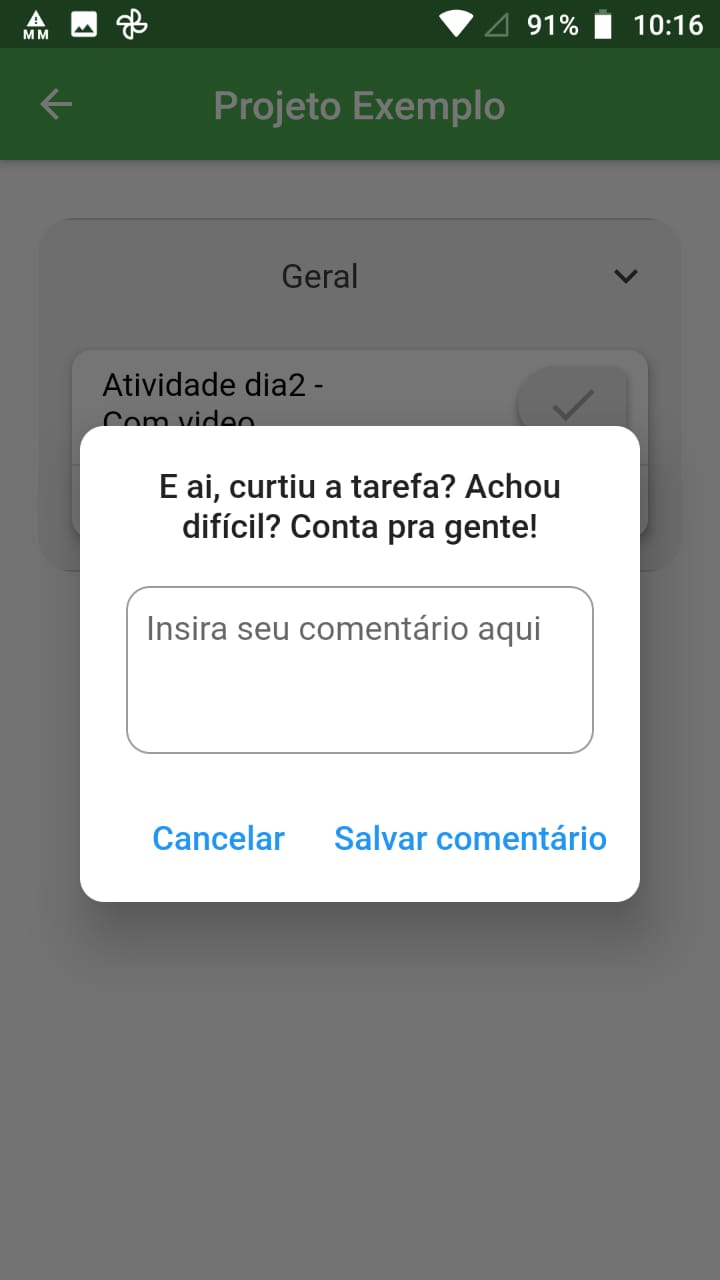 MM 91% 10:16
Projeto Exemplo
Geral
Atividade dia2 -
Com video
E ai, curtiu a tarefa? Achou
difícil? Conta pra gente!
Insira seu comentário aqui
Cancelar Salvar comentário